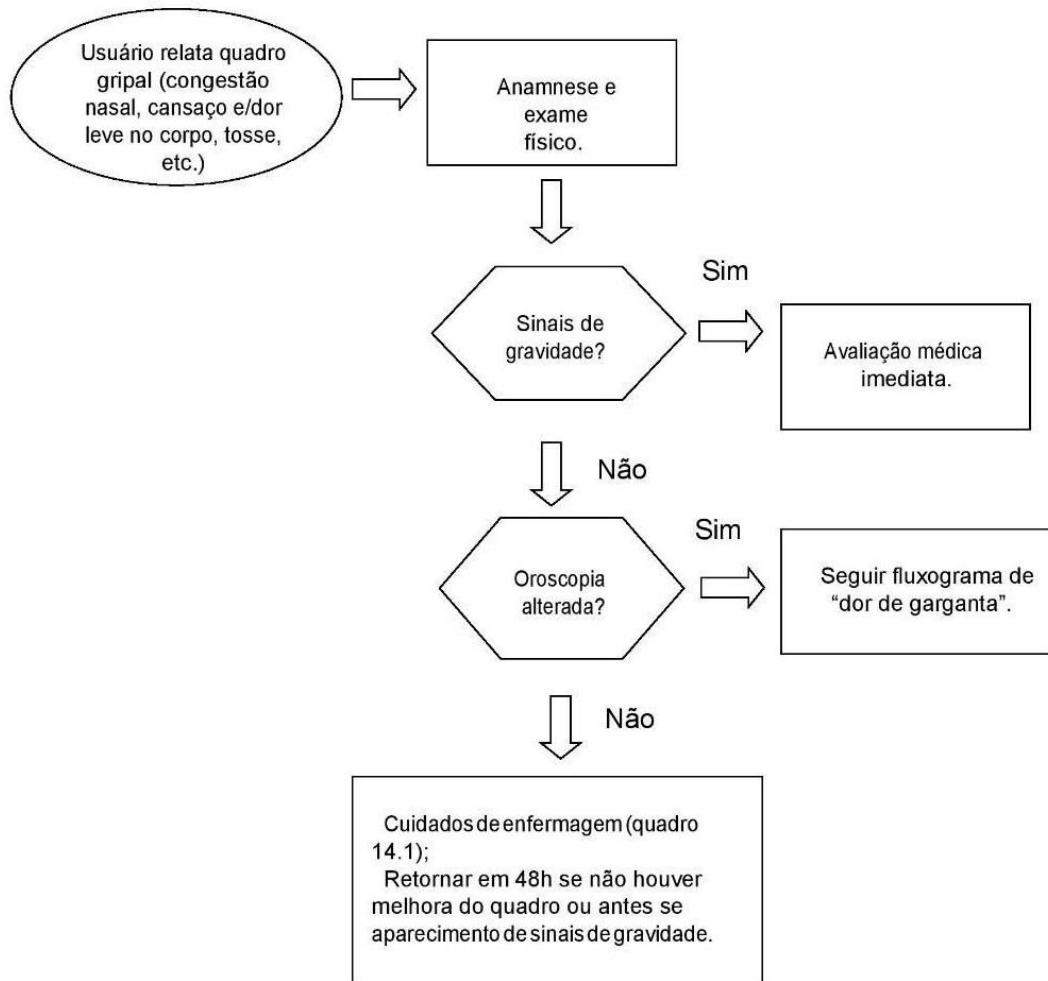 Usuário relata quadro
gripal (congestão
nasal, cansaço e/dor
leve no corpo, tosse,
etc.)
Anamnese e
exame
físico.
Sinais de
gravidade?
Sim
Avaliação médica
imediata.
Não
Oroscopia
alterada?
Sim
Seguir fluxograma de
“dor de garganta”.
Não
Cuidados de enfermagem (quadro
14.1);
Retornar em 48h se não houver
melhora do quadro ou antes se
aparecimento de sinais de gravidade.